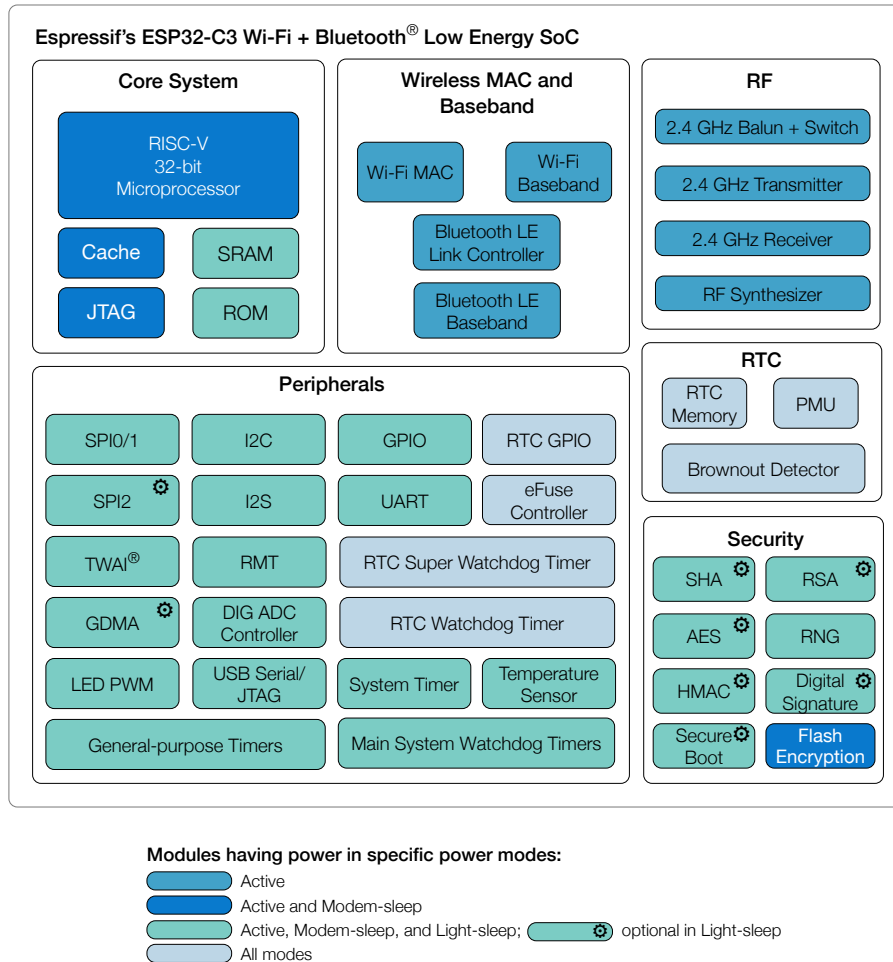 Espressif's ESP32-C3 Wi-Fi + Bluetooth® Low Energy SoC
Core System
RISC-V
32-bit
Microprocessor
Cache
SRAM
JTAG
ROM
Wireless MAC and
Baseband
Wi-Fi MAC
Wi-Fi
Baseband
Bluetooth LE
Link Controller
Bluetooth LE
Baseband
RF
2.4 GHz Balun + Switch
2.4 GHz Transmitter
2.4 GHz Receiver
RF Synthesizer
Peripherals
SPI0/1
I2C
GPIO
RTC GPIO
SPI2
I2S
UART
eFuse
Controller
TWAI®
RMT
RTC Super Watchdog Timer
GDMA
DIG ADC
Controller
RTC Watchdog Timer
LED PWM
USB Serial/
JTAG
System Timer
Temperature
Sensor
General-purpose Timers
Main System Watchdog Timers
RTC
RTC
Memory
PMU
Brownout Detector
Security
SHA
RSA
AES
RNG
HMAC
Digital
Signature
Secure
Boot
Flash
Encryption
Modules having power in specific power modes:
Active
Active and Modem-sleep
Active, Modem-sleep, and Light-sleep; optional in Light-sleep
All modes